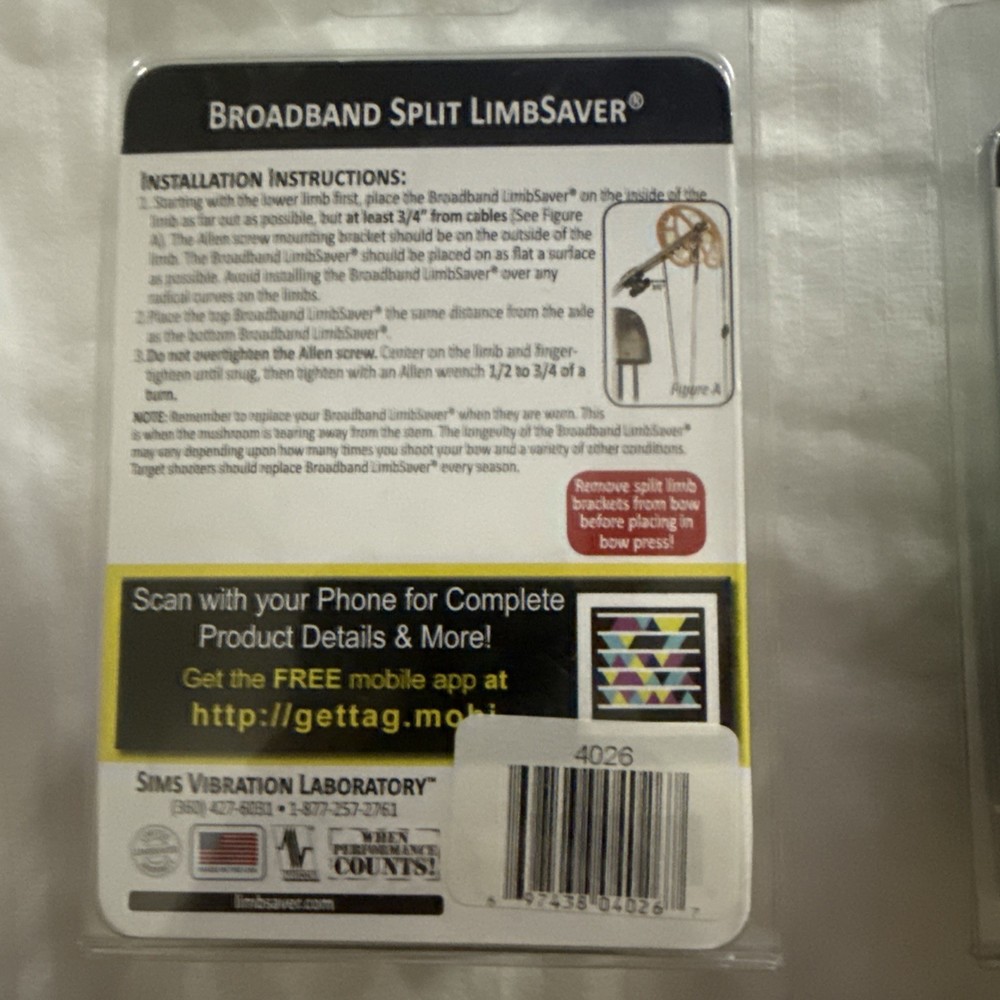 BROADBAND SPLIT LIMBSAVER®
INSTALLATION INSTRUCTIONS:
1. Starting with the lower limb first, place the Broadband LimbSaver® on the inside of the
limb as far out as possible, but at least 3/4" from cables (See Figure
A). The Allen screw mounting bracket should be on the outside of the
limb. The Broadband LimbSaver® should be placed on as flat a surface
as possible. Avoid installing the Broadband LimbSaver® over any
radical curves on the limbs.
2. Place the top Broadband LimbSaver® the same distance from the axle
as the bottom Broadband LimbSaver®.
3. Do not overtighten the Allen screw. Center on the limb and finger-
tighten until snug, then tighten with an Allen wrench 1/2 to 3/4 of a
turn.
Figure A
NOTE: Remember to replace your Broadband LimbSaver® when they are worn. This
is when the mushroom is tearing away from the stem. The longevity of the Broadband LimbSaver®
may vary depending upon how many times you shoot your bow and a variety of other conditions.
Target shooters should replace Broadband LimbSaver® every season.
Remove split limb
brackets from bow
before placing in
bow press!
Scan with your Phone for Complete
Product Details & More!
Get the FREE mobile app at
http://gettag.mobi
4026
SIMS VIBRATION LABORATORY™
(360) 427-6031 • 1-877-257-2761
WHEN
PERFORMANCE
COUNTS!
limbsaver.com
6 97438 04026 7